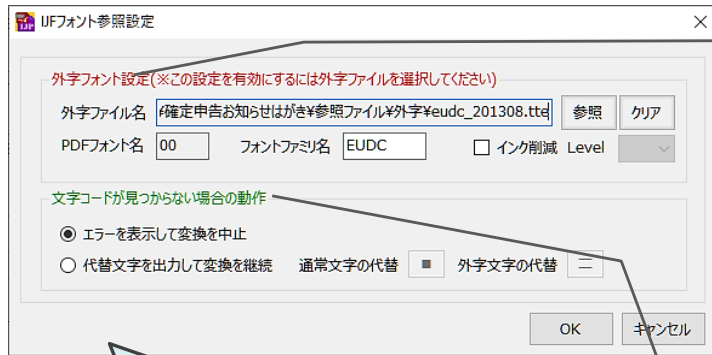 IJFフォント参照設定
外字フォント設定(※この設定を有効にするには外字ファイルを選択してください)
外字ファイル名 確定申告お知らせはがき¥参照ファイル¥外字¥eudc_201308.tte 参照 クリア
PDFフォント名 00 フォントファミリ名 EUDC インク削減 Level
文字コードが見つからない場合の動作
エラーを表示して変換を中止
代替文字を出力して変換を継続 通常文字の代替 ■ 外字文字の代替 〓
OK キャンセル